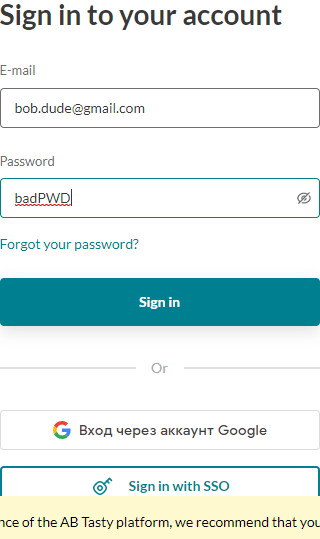 Sign in to your account
E-mail
bob.dude@gmail.com
Password
badPWD
Forgot your password?
Sign in
Or
Вход через аккаунт Google
Sign in with SSO
nce of the AB Tasty platform, we recommend that you